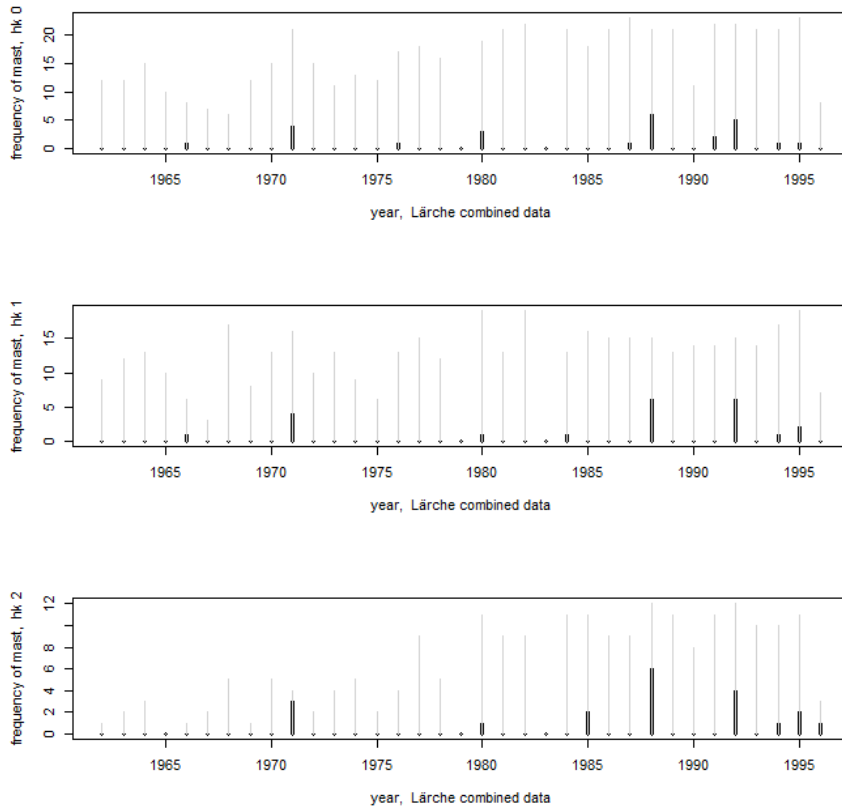 frequency of mast, hk 0
20
15
10
5
0
1965 1970 1975 1980 1985 1990 1995
year, Lärche combined data
frequency of mast, hk 1
15
10
5
0
1965 1970 1975 1980 1985 1990 1995
year, Lärche combined data
frequency of mast, hk 2
12
6
4
2
0
1965 1970 1975 1980 1985 1990 1995
year, Lärche combined data